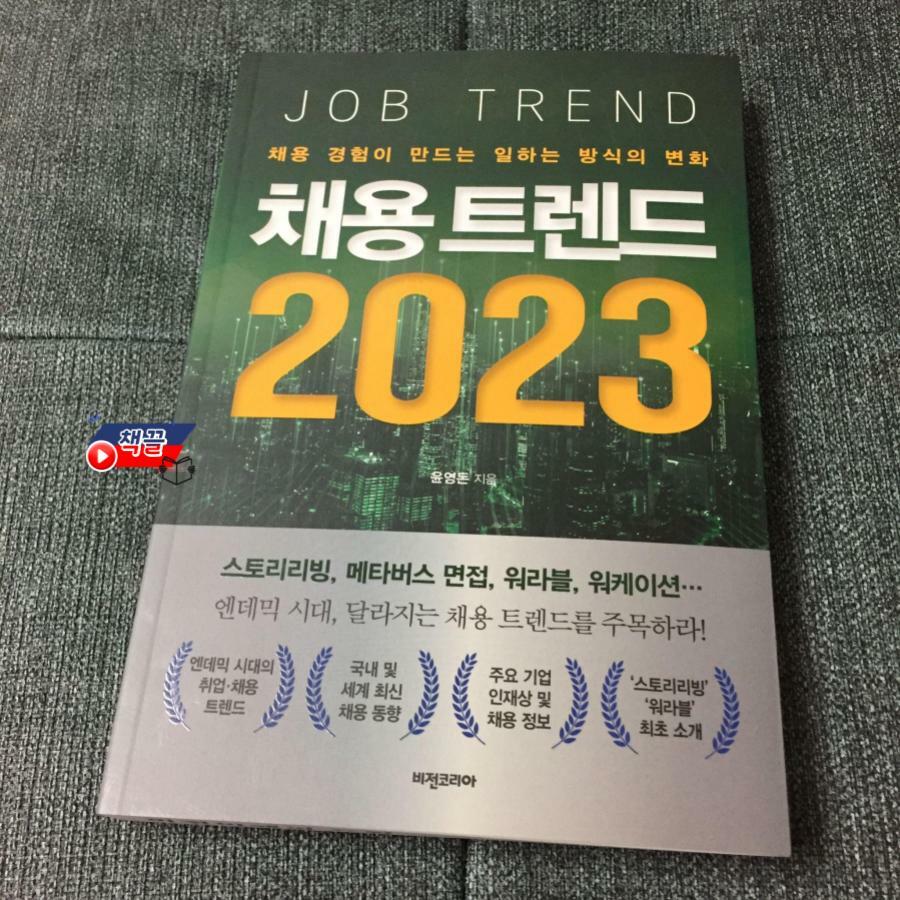 JOB TREND
채용 경험이 만드는 일하는 방식의 변화
채용 트렌드
2023
책끌
윤영돈 지음
스토리리빙, 메타버스 면접, 워라블, 워케이션…
엔데믹 시대, 달라지는 채용 트렌드를 주목하라!
엔데믹 시대의
취업·채용
트렌드
국내 및
세계 최신
채용 동향
주요 기업
인재상 및
채용 정보
‘스토리리빙’
‘워라블’
최초 소개
비전코리아